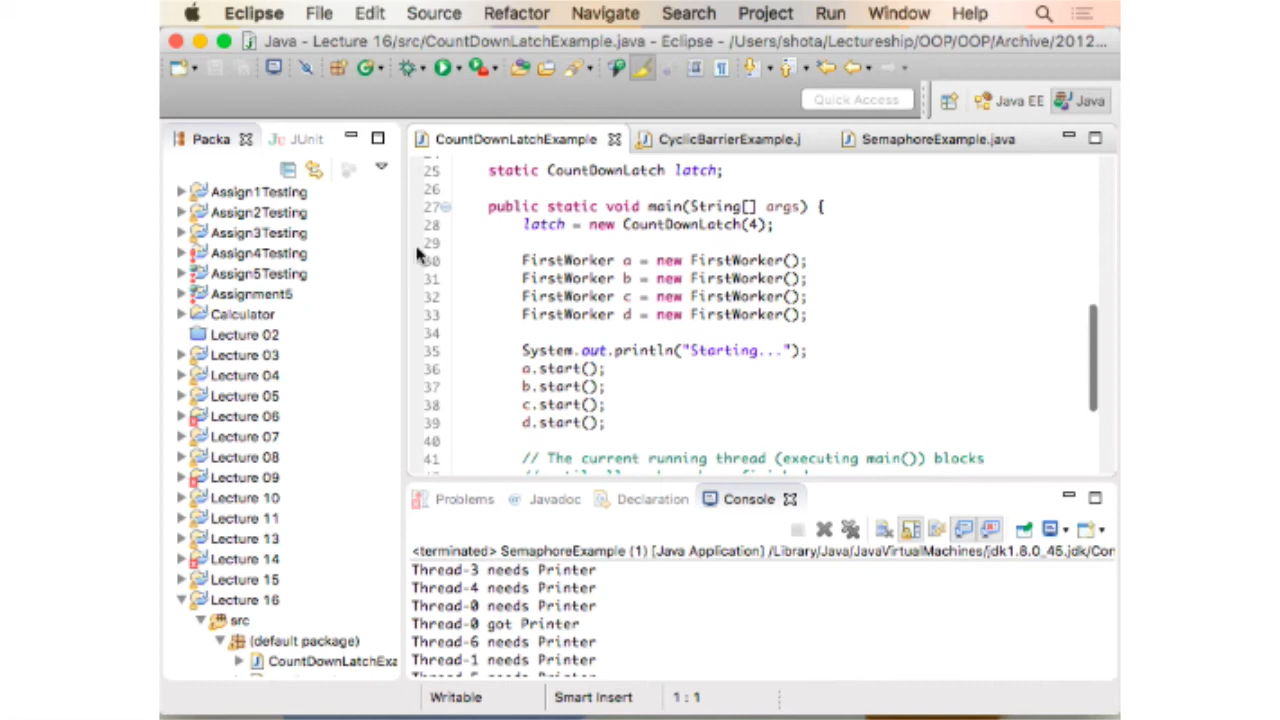 Eclipse File Edit Source Refactor Navigate Search Project Run Window Help
Java - Lecture 16/src/CountDownLatchExample.java - Eclipse - /Users/shota/Lectureship/OOP/OOP/Archive/2012...
Quick Access
Java EE
Java
Packa
JUnit
Assign1Testing
Assign2Testing
Assign3Testing
Assign4Testing
Assign5Testing
Assignment5
Calculator
Lecture 02
Lecture 03
Lecture 04
Lecture 05
Lecture 06
Lecture 07
Lecture 08
Lecture 09
Lecture 10
Lecture 11
Lecture 13
Lecture 14
Lecture 15
Lecture 16
src
(default package)
CountDownLatchExa
CountDownLatchExample CyclicBarrierExample.j SemaphoreExample.java
25 static CountDownLatch latch;
26
27 public static void main(String[] args) {
28 latch = new CountDownLatch(4);
29
30 FirstWorker a = new FirstWorker();
31 FirstWorker b = new FirstWorker();
32 FirstWorker c = new FirstWorker();
33 FirstWorker d = new FirstWorker();
34
35 System.out.println("Starting...");
36 a.start();
37 b.start();
38 c.start();
39 d.start();
40
41 // The current running thread (executing main()) blocks
Problems Javadoc Declaration Console
<terminated> SemaphoreExample (1) [Java Application] /Library/Java/JavaVirtualMachines/jdk1.8.0_45.jdk/Con
Thread-3 needs Printer
Thread-4 needs Printer
Thread-0 needs Printer
Thread-0 got Printer
Thread-6 needs Printer
Thread-1 needs Printer
Writable Smart Insert 1 : 1